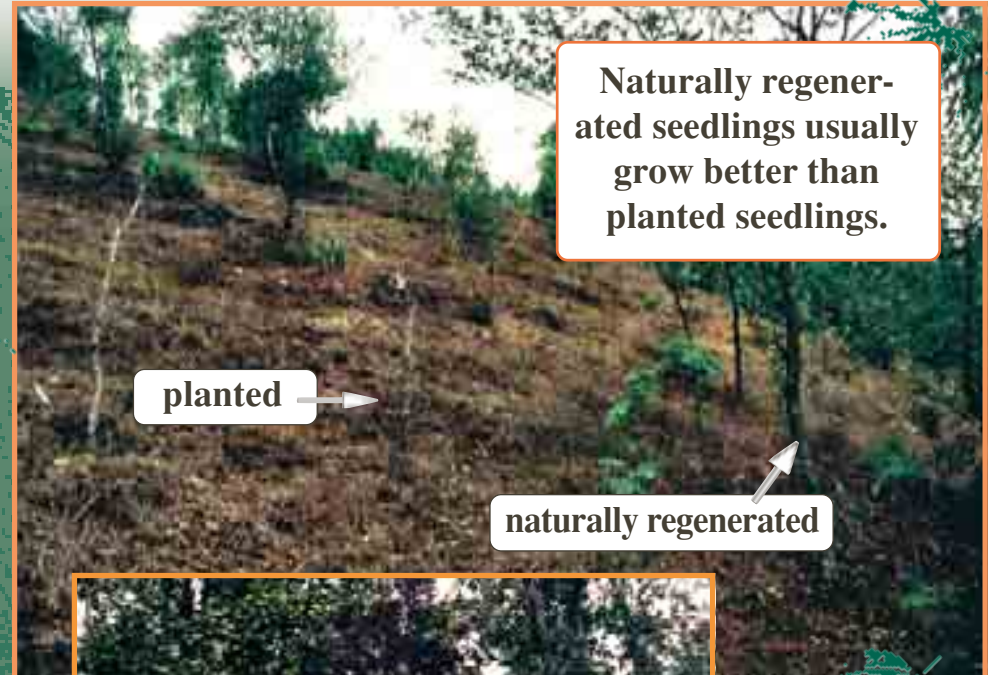 Naturally regener-
ated seedlings usually
grow better than
planted seedlings.
planted
naturally regenerated